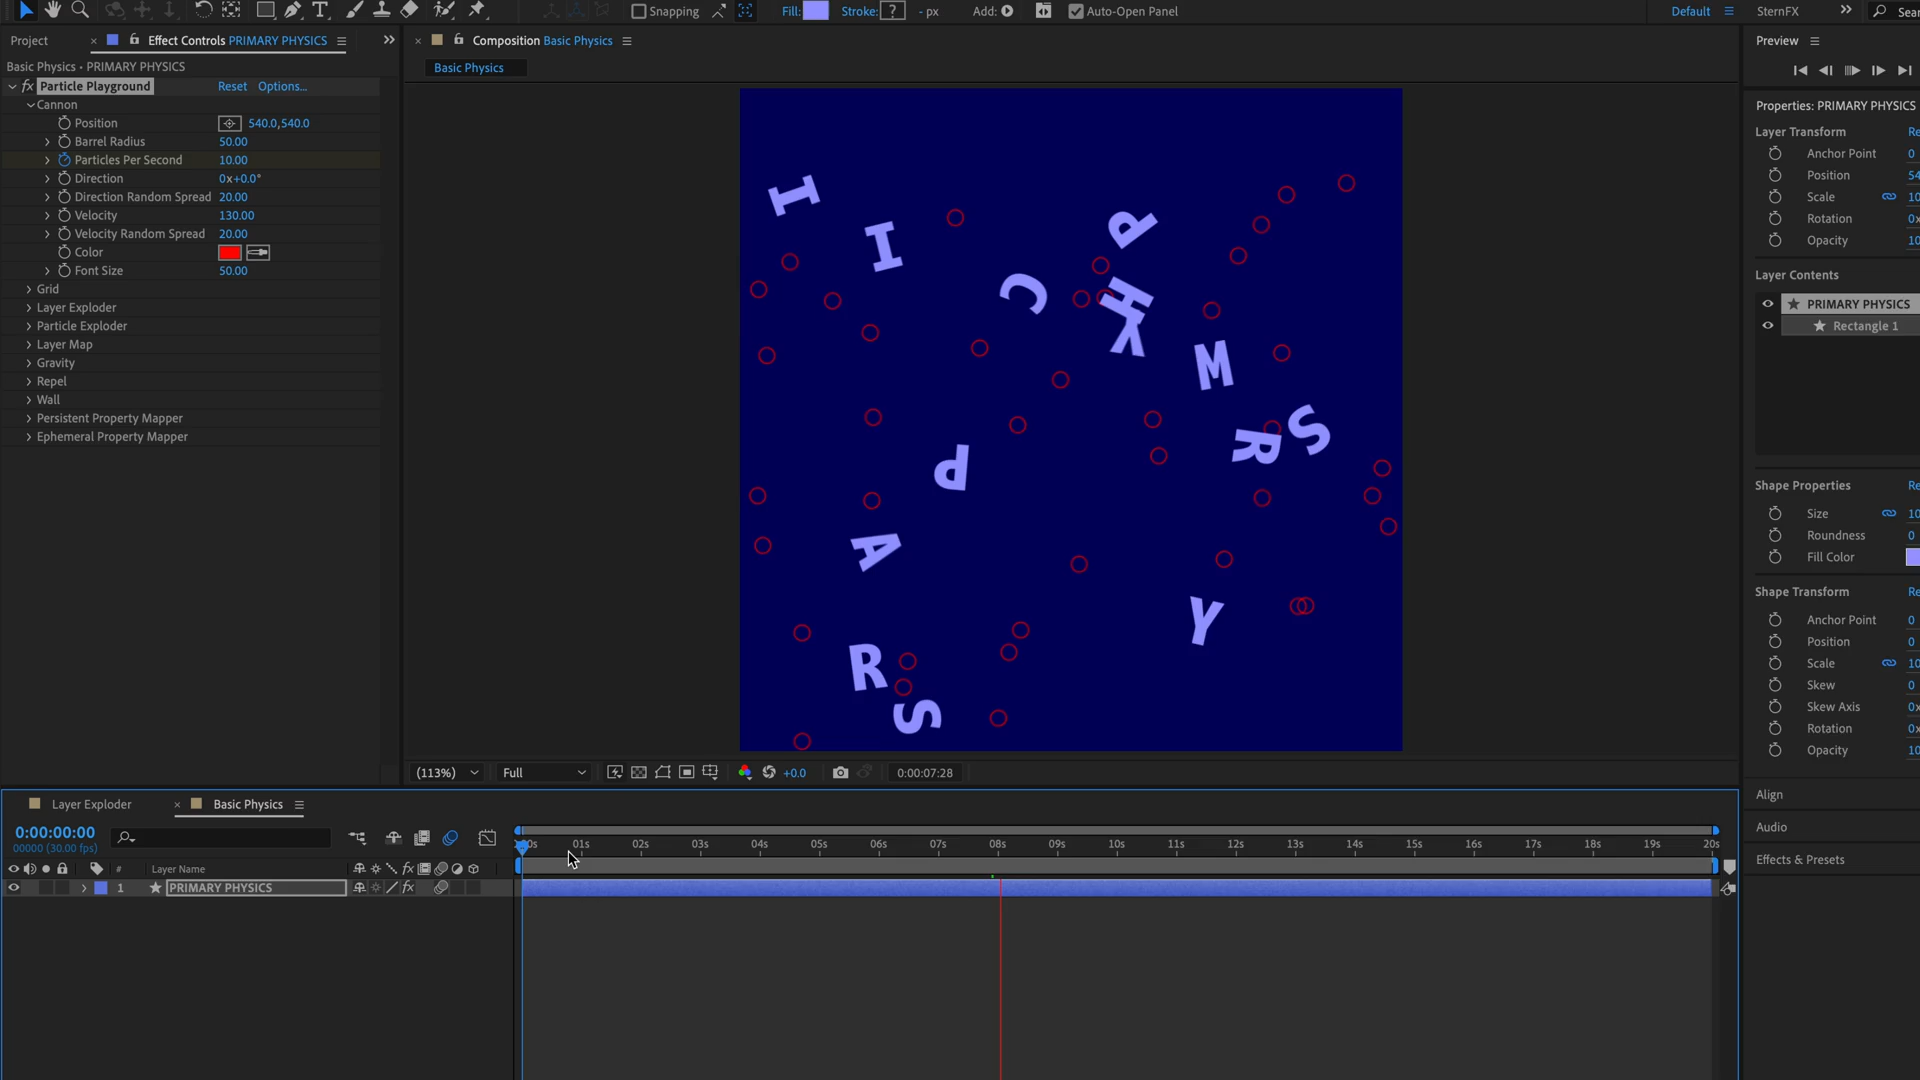 Snapping
Fill:
Stroke:
?
- px
Add:
Auto-Open Panel
Default
SternFX
Project
Effect Controls PRIMARY PHYSICS
Composition Basic Physics
Preview
Basic Physics • PRIMARY PHYSICS
Basic Physics
fx Particle Playground
Reset
Options...
Cannon
Position 540.0,540.0
Barrel Radius 50.00
Particles Per Second 10.00
Direction 0x+0.0°
Direction Random Spread 20.00
Velocity 130.00
Velocity Random Spread 20.00
Color
Font Size 50.00
Grid
Layer Exploder
Particle Exploder
Layer Map
Gravity
Repel
Wall
Persistent Property Mapper
Ephemeral Property Mapper
I
I
C
P
H
Y
M
S
R
P
A
Y
R
S
(113%)
Full
+0.0
0:00:07:28
Properties: PRIMARY PHYSICS
Layer Transform
Anchor Point
Position
Scale
Rotation
Opacity
Layer Contents
PRIMARY PHYSICS
Rectangle 1
Shape Properties
Size
Roundness 0
Fill Color
Shape Transform
Anchor Point
Position
Scale
Skew
Skew Axis
Rotation
Opacity
Align
Audio
Effects & Presets
Layer Exploder
Basic Physics
0:00:00:00
00000 (30.00 fps)
01s 02s 03s 04s 05s 06s 07s 08s 09s 10s 11s 12s 13s 14s 15s 16s 17s 18s 19s 20s
# Layer Name
fx
1 PRIMARY PHYSICS
fx